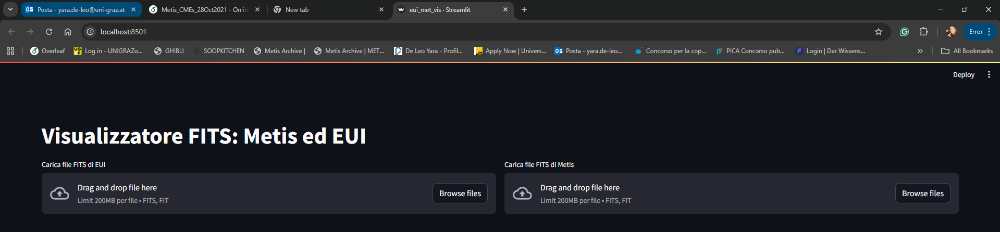 Posta - yara.de-leo@uni-graz.at
Metis_CMEs_28Oct2021 - Onlin
New tab
eui_met_vis · Streamlit
localhost:8501
Error
Overleaf
Log in - UNIGRAZo...
GHIBLI
SOOPKITCHEN
Metis Archive |
Metis Archive | MET...
De Leo Yara - Profil...
Apply Now | Univers...
Posta - yara.de-leo...
Concorso per la cop...
PICA Concorso pub...
Login | Der Wissens...
All Bookmarks
Deploy
Visualizzatore FITS: Metis ed EUI
Carica file FITS di EUI
Drag and drop file here
Limit 200MB per file • FITS, FIT
Browse files
Carica file FITS di Metis
Drag and drop file here
Limit 200MB per file • FITS, FIT
Browse files